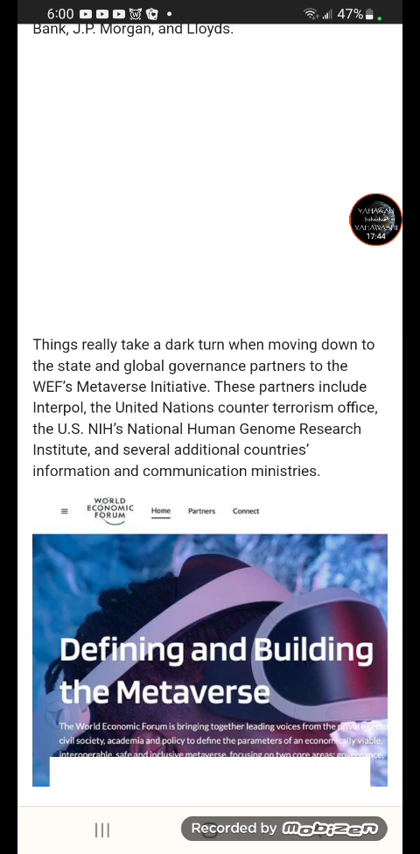 6:00
47%
Bank, J.P. Morgan, and Lloyds.
YAHAWAH
YAHAWASHI
17:44
Things really take a dark turn when moving down to
the state and global governance partners to the
WEF’s Metaverse Initiative. These partners include
Interpol, the United Nations counter terrorism office,
the U.S. NIH’s National Human Genome Research
Institute, and several additional countries’
information and communication ministries.
WORLD
ECONOMIC
FORUM
Home Partners Connect
Defining and Building
the Metaverse
The World Economic Forum is bringing together leading voices from the private
civil society, academia and policy to define the parameters of an economically viable,
interoperable, safe and inclusive metaverse, focusing on two core areas: governance,
Recorded by mobizen